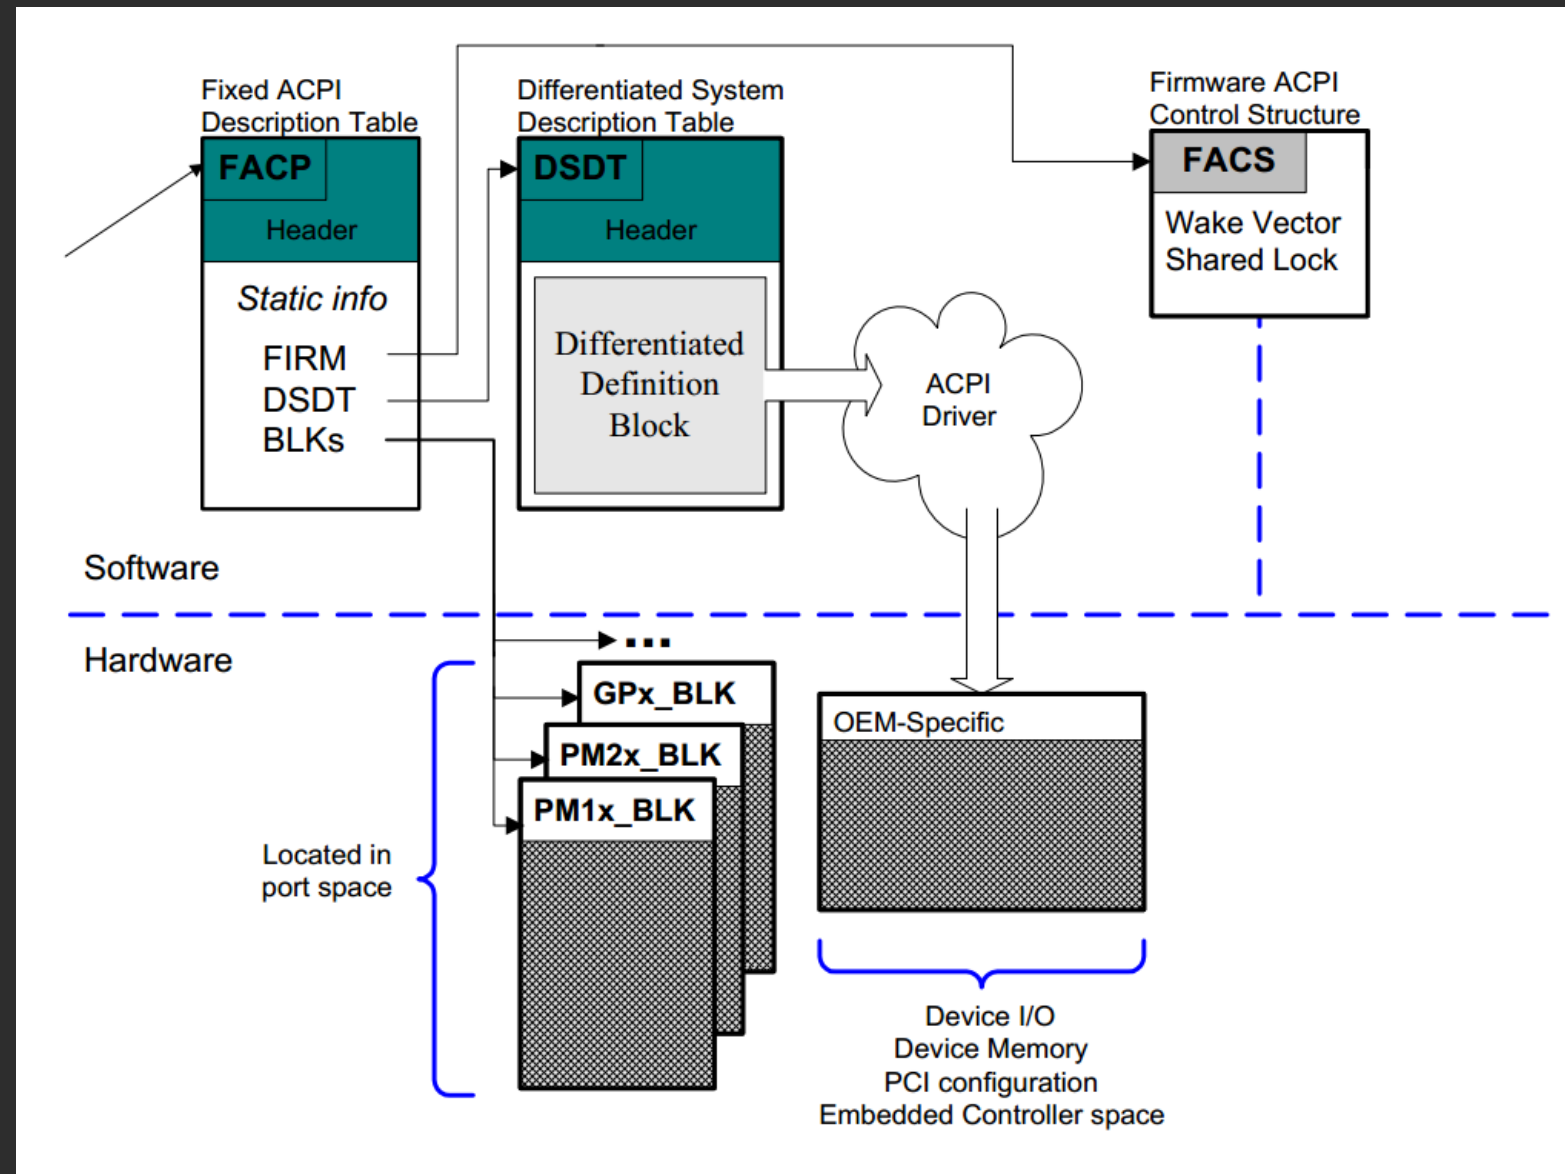 Fixed ACPI
Description Table
FACP
Header
Static info
FIRM
DSDT
BLKs
Differentiated System
Description Table
DSDT
Header
Differentiated
Definition
Block
ACPI
Driver
Firmware ACPI
Control Structure
FACS
Wake Vector
Shared Lock
Software
Hardware
...
GPx_BLK
PM2x_BLK
PM1x_BLK
Located in
port space
OEM-Specific
Device I/O
Device Memory
PCI configuration
Embedded Controller space